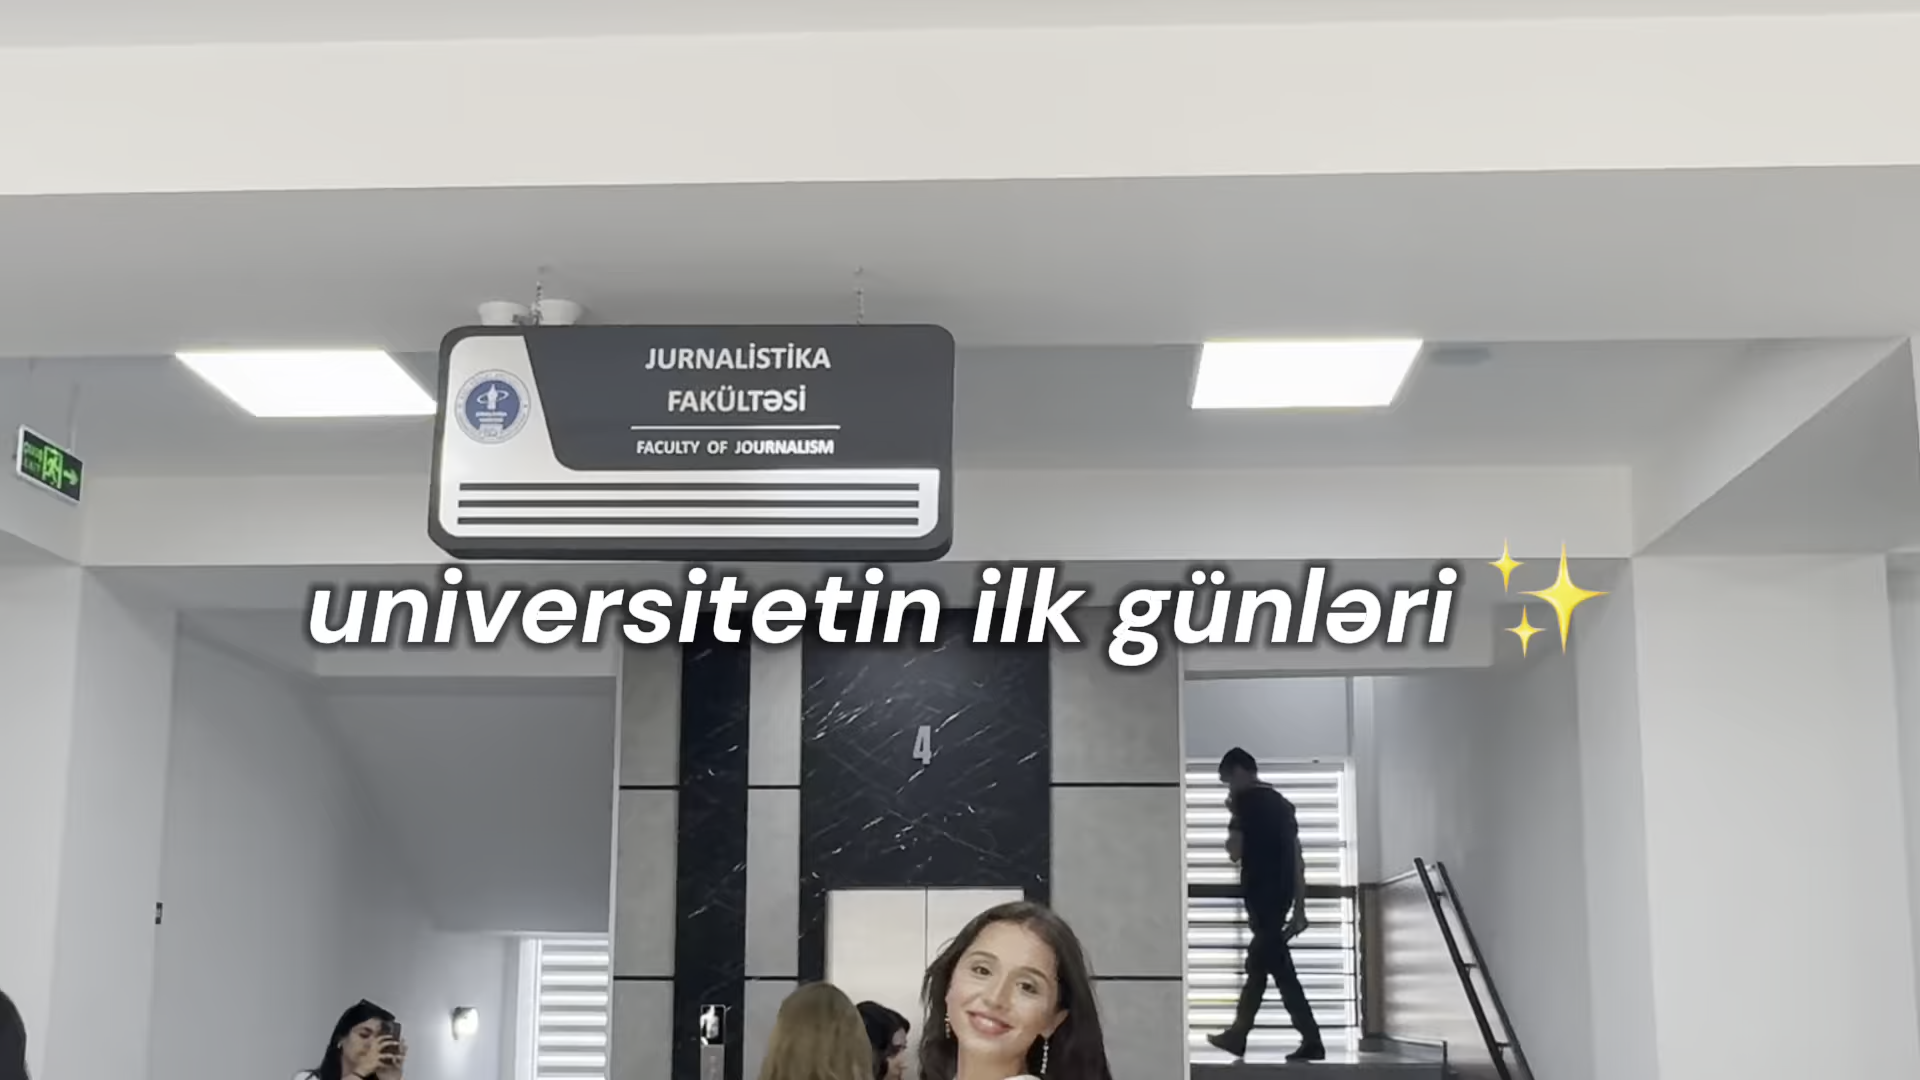 JURNALİSTİKA
FAKÜLTƏSİ
FACULTY OF JOURNALISM
universitetin ilk günləri ✨
4